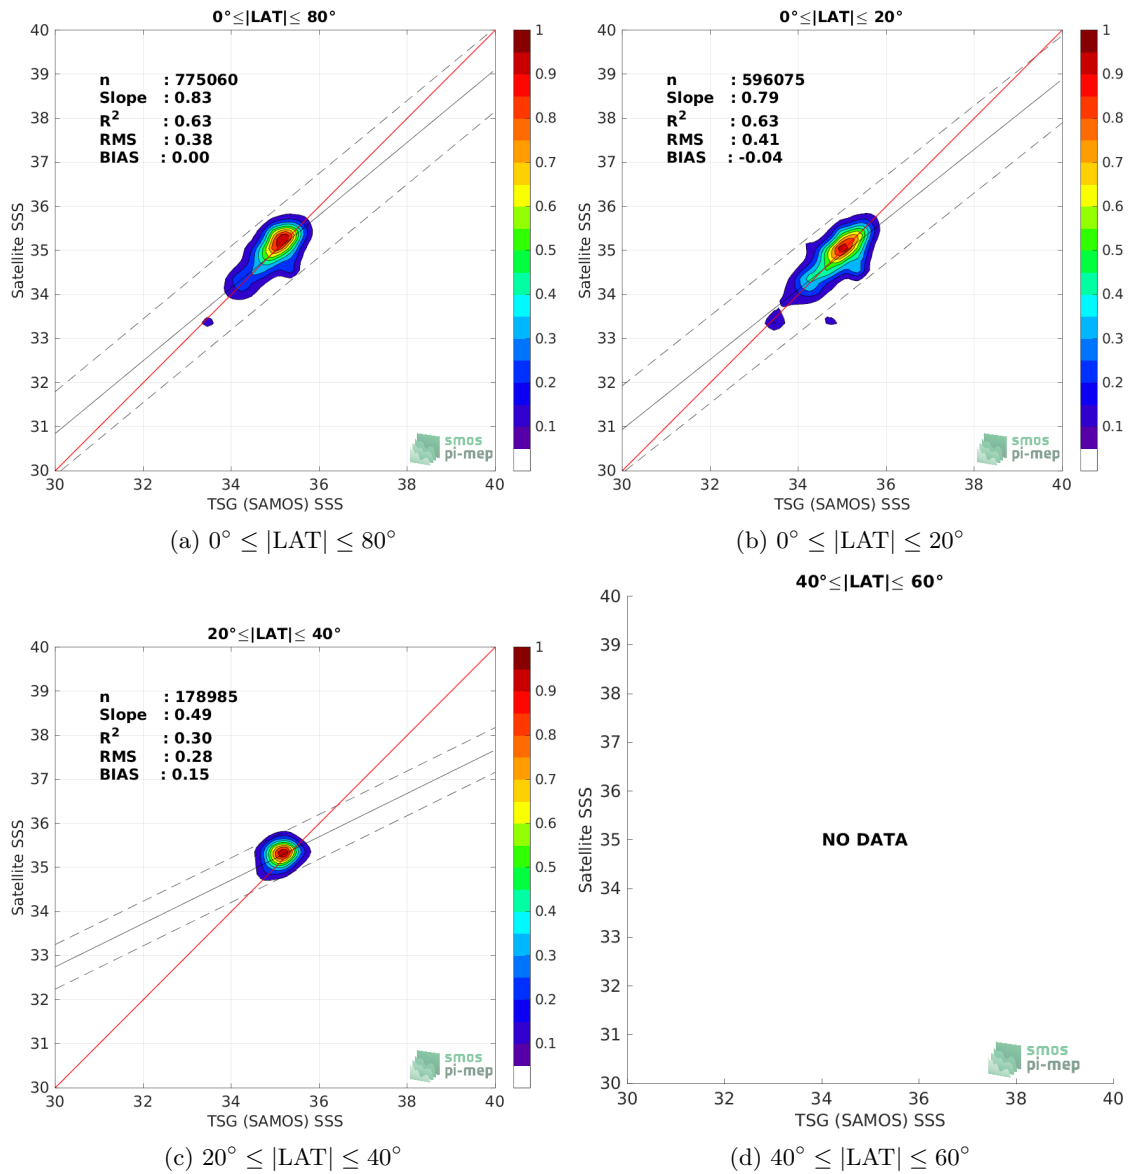 0°≤|LAT|≤ 80°
40
39
38
37
36
35
34
33
32
31
30
Satellite SSS
n : 775060
Slope : 0.83
R² : 0.63
RMS : 0.38
BIAS : 0.00
smos
pi-mep
30 32 34 36 38 40
TSG (SAMOS) SSS
1
0.9
0.8
0.7
0.6
0.5
0.4
0.3
0.2
0.1
(a) 0° ≤ |LAT| ≤ 80°
0°≤|LAT|≤ 20°
40
39
38
37
36
35
34
33
32
31
30
Satellite SSS
n : 596075
Slope : 0.79
R² : 0.63
RMS : 0.41
BIAS : -0.04
smos
pi-mep
30 32 34 36 38 40
TSG (SAMOS) SSS
1
0.9
0.8
0.7
0.6
0.5
0.4
0.3
0.2
0.1
(b) 0° ≤ |LAT| ≤ 20°
20°≤|LAT|≤ 40°
40
39
38
37
36
35
34
33
32
31
30
Satellite SSS
n : 178985
Slope : 0.49
R² : 0.30
RMS : 0.28
BIAS : 0.15
smos
pi-mep
30 32 34 36 38 40
TSG (SAMOS) SSS
1
0.9
0.8
0.7
0.6
0.5
0.4
0.3
0.2
0.1
(c) 20° ≤ |LAT| ≤ 40°
40°≤|LAT|≤ 60°
40
39
38
37
36
35
34
33
32
31
30
Satellite SSS
NO DATA
smos
pi-mep
30 32 34 36 38 40
TSG (SAMOS) SSS
(d) 40° ≤ |LAT| ≤ 60°